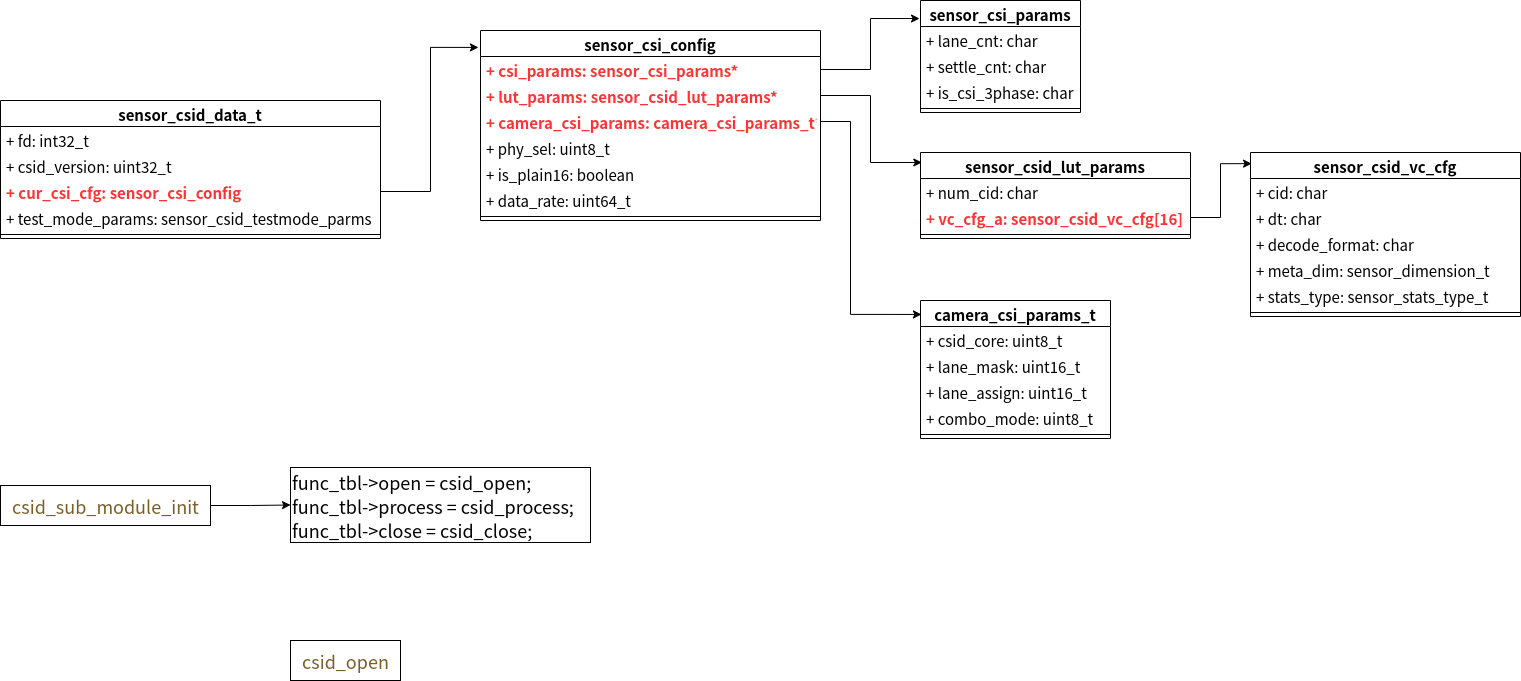 sensor_csid_data_t
+ fd: int32_t
+ csid_version: uint32_t
+ cur_csi_cfg: sensor_csi_config
+ test_mode_params: sensor_csid_testmode_parms
sensor_csi_config
+ csi_params: sensor_csi_params*
+ lut_params: sensor_csid_lut_params*
+ camera_csi_params: camera_csi_params_t
+ phy_sel: uint8_t
+ is_plain16: boolean
+ data_rate: uint64_t
sensor_csi_params
+ lane_cnt: char
+ settle_cnt: char
+ is_csi_3phase: char
sensor_csid_lut_params
+ num_cid: char
+ vc_cfg_a: sensor_csid_vc_cfg[16]
sensor_csid_vc_cfg
+ cid: char
+ dt: char
+ decode_format: char
+ meta_dim: sensor_dimension_t
+ stats_type: sensor_stats_type_t
camera_csi_params_t
+ csid_core: uint8_t
+ lane_mask: uint16_t
+ lane_assign: uint16_t
+ combo_mode: uint8_t
csid_sub_module_init
func_tbl->open = csid_open;
func_tbl->process = csid_process;
func_tbl->close = csid_close;
csid_open